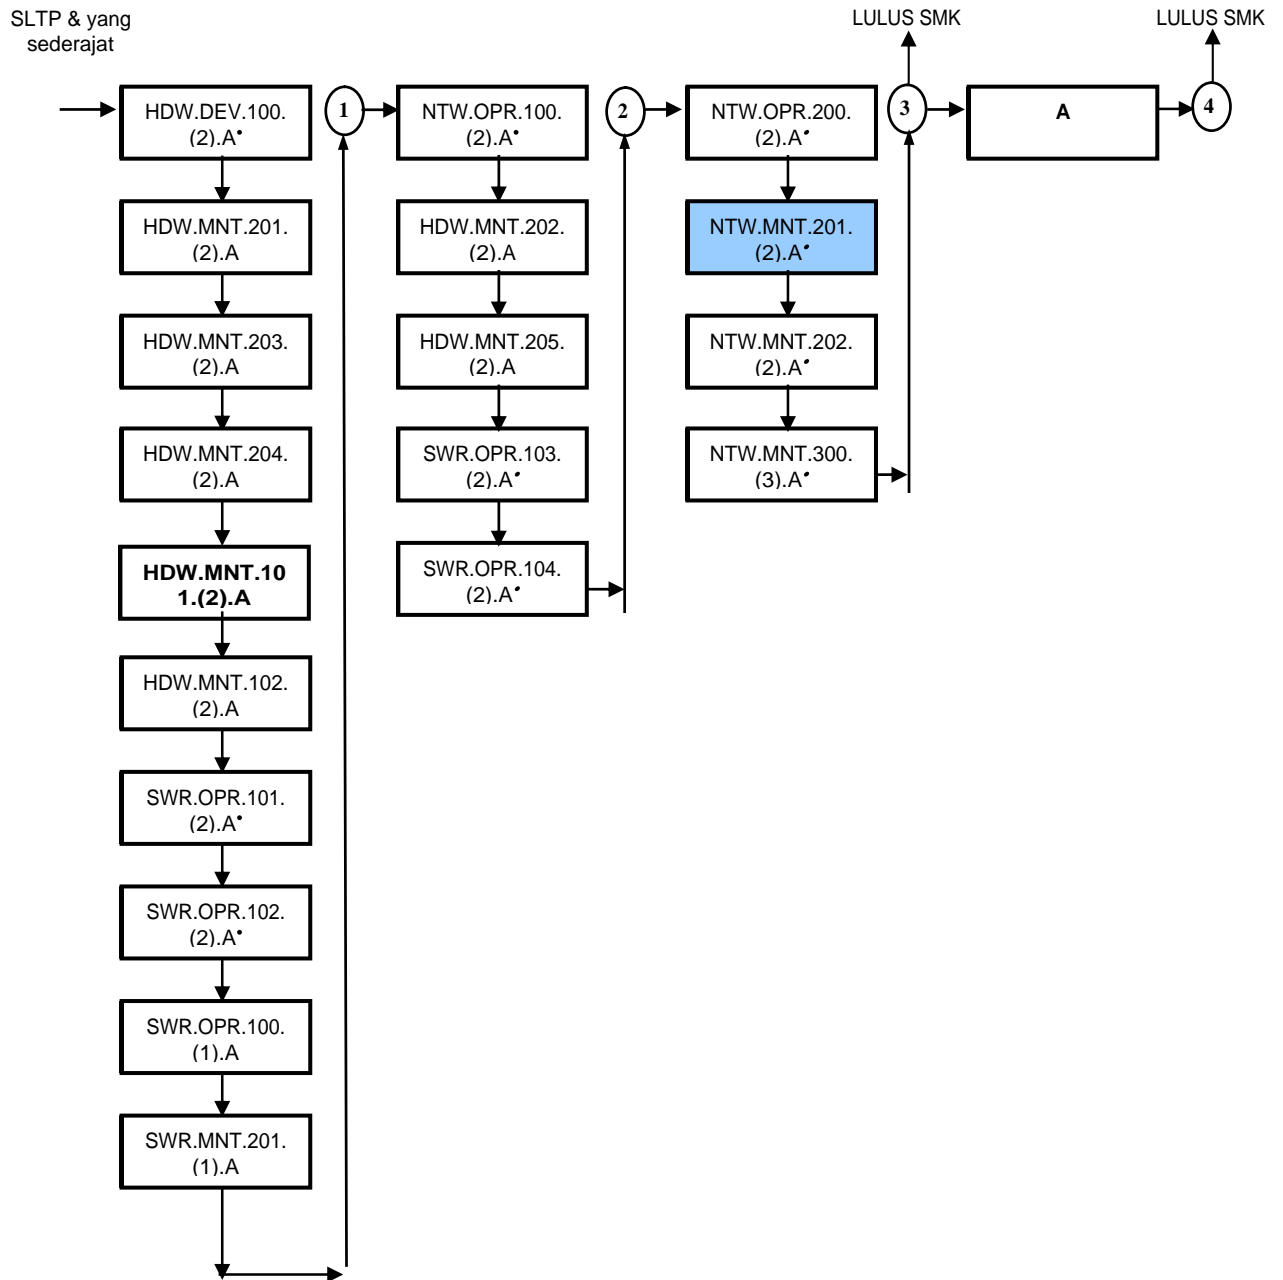 SLTP & yang
sederajat
LULUS SMK
LULUS SMK
HDW.DEV.100.
(2).A•
HDW.MNT.201.
(2).A
HDW.MNT.203.
(2).A
HDW.MNT.204.
(2).A
HDW.MNT.10
1.(2).A
HDW.MNT.102.
(2).A
SWR.OPR.101.
(2).A•
SWR.OPR.102.
(2).A•
SWR.OPR.100.
(1).A
SWR.MNT.201.
(1).A
1
NTW.OPR.100.
(2).A•
HDW.MNT.202.
(2).A
HDW.MNT.205.
(2).A
SWR.OPR.103.
(2).A•
SWR.OPR.104.
(2).A•
2
NTW.OPR.200.
(2).A•
NTW.MNT.201.
(2).A•
NTW.MNT.202.
(2).A•
NTW.MNT.300.
(3).A•
3
A
4